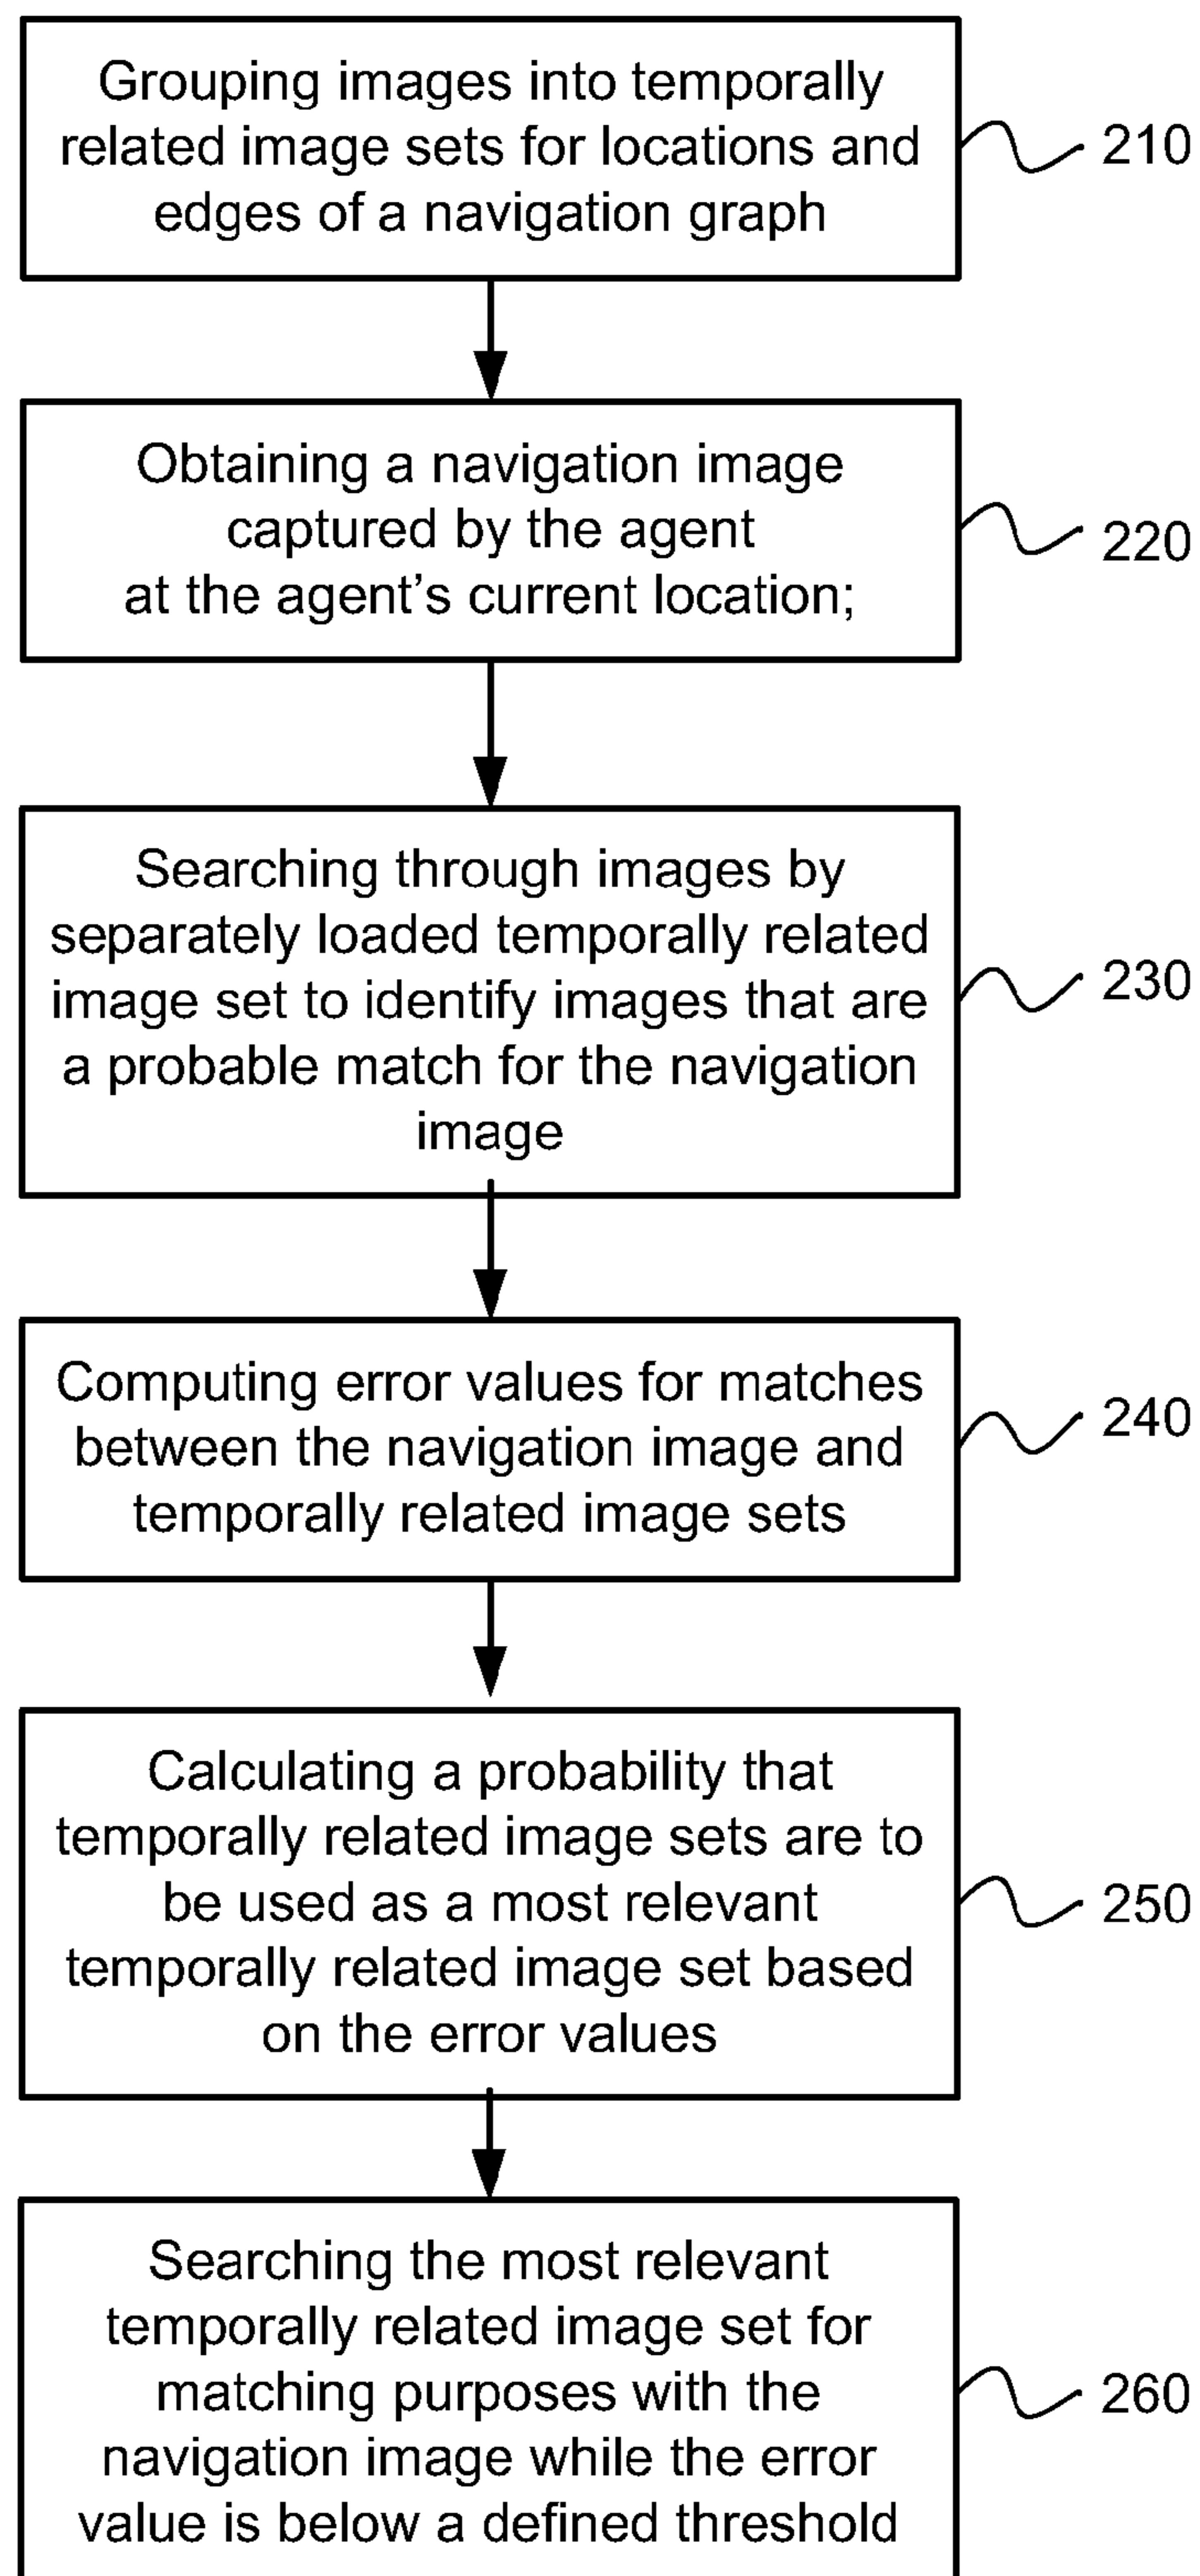 Grouping images into temporally
related image sets for locations and
edges of a navigation graph
210
Obtaining a navigation image
captured by the agent
at the agent's current location;
220
Searching through images by
separately loaded temporally related
image set to identify images that are
a probable match for the navigation
image
230
Computing error values for matches
between the navigation image and
temporally related image sets
240
Calculating a probability that
temporally related image sets are to
be used as a most relevant
temporally related image set based
on the error values
250
Searching the most relevant
temporally related image set for
matching purposes with the
navigation image while the error
value is below a defined threshold
260